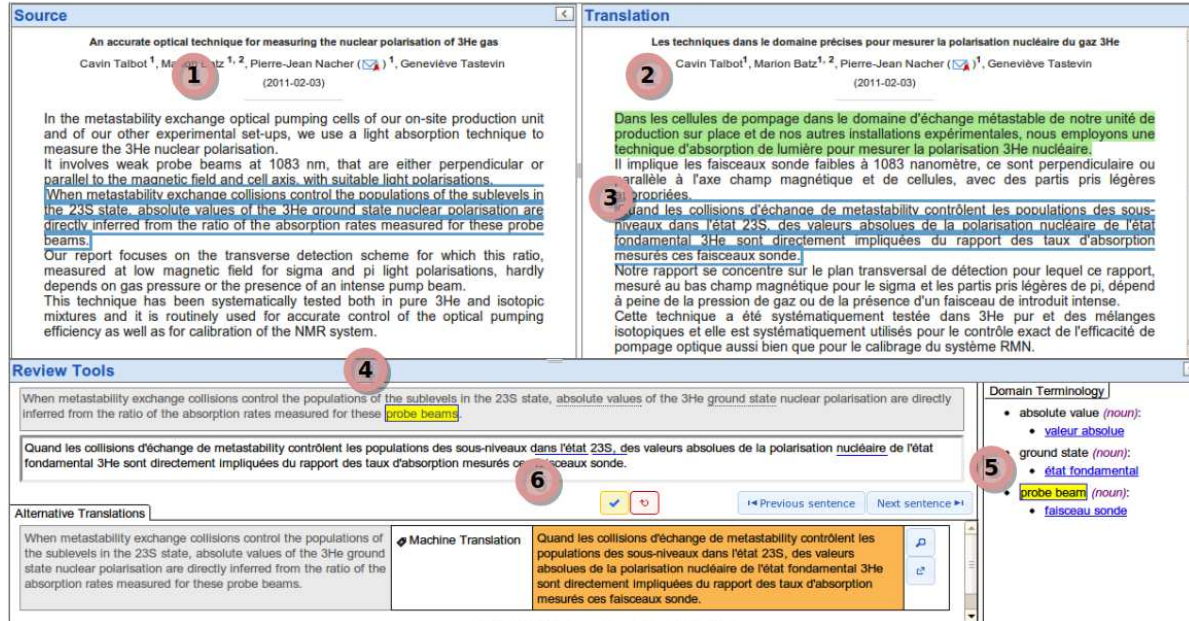 Source
An accurate optical technique for measuring the nuclear polarisation of 3He gas
Cavin Talbot 1, Marion Batz 1, 2, Pierre-Jean Nacher ( ) 1, Geneviève Tastevin
(2011-02-03)
1
In the metastability exchange optical pumping cells of our on-site production unit
and of our other experimental set-ups, we use a light absorption technique to
measure the 3He nuclear polarisation.
It involves weak probe beams at 1083 nm, that are either perpendicular or
parallel to the magnetic field and cell axis, with suitable light polarisations.
When metastability exchange collisions control the populations of the sublevels in
the 23S state, absolute values of the 3He ground state nuclear polarisation are
directly inferred from the ratio of the absorption rates measured for these probe
beams.
Our report focuses on the transverse detection scheme for which this ratio,
measured at low magnetic field for sigma and pi light polarisations, hardly
depends on gas pressure or the presence of an intense pump beam.
This technique has been systematically tested both in pure 3He and isotopic
mixtures and it is routinely used for accurate control of the optical pumping
efficiency as well as for calibration of the NMR system.
Translation
Les techniques dans le domaine précises pour mesurer la polarisation nucléaire du gaz 3He
Cavin Talbot1, Marion Batz1, 2, Pierre-Jean Nacher ( )1, Geneviève Tastevin
(2011-02-03)
2
Dans les cellules de pompage dans le domaine d'échange métastable de notre unité de
production sur place et de nos autres installations expérimentales, nous employons une
technique d'absorption de lumière pour mesurer la polarisation 3He nucléaire.
Il implique les faisceaux sonde faibles à 1083 nanomètre, ce sont perpendiculaire ou
parallèle à l'axe champ magnétique et de cellules, avec des partis pris légères
appropriées.
3
Quand les collisions d'échange de metastability contrôlent les populations des sous-
niveaux dans l'état 23S, des valeurs absolues de la polarisation nucléaire de l'état
fondamental 3He sont directement impliquées du rapport des taux d'absorption
mesurés ces faisceaux sonde.
Notre rapport se concentre sur le plan transversal de détection pour lequel ce rapport,
mesuré au bas champ magnétique pour le sigma et les partis pris légères de pi, dépend
à peine de la pression de gaz ou de la présence d'un faisceau de introduit intense.
Cette technique a été systématiquement testée dans 3He pur et des mélanges
isotopiques et elle est systématiquement utilisés pour le contrôle exact de l'efficacité de
pompage optique aussi bien que pour le calibrage du système RMN.
Review Tools
4
When metastability exchange collisions control the populations of the sublevels in the 23S state, absolute values of the 3He ground state nuclear polarisation are directly
inferred from the ratio of the absorption rates measured for these probe beams.
Quand les collisions d'échange de metastability contrôlent les populations des sous-niveaux dans l'état 23S, des valeurs absolues de la polarisation nucléaire de l'état
fondamental 3He sont directement impliquées du rapport des taux d'absorption mesurés ces faisceaux sonde.
6
Previous sentence
Next sentence
Alternative Translations
When metastability exchange collisions control the populations of
the sublevels in the 23S state, absolute values of the 3He ground
state nuclear polarisation are directly inferred from the ratio of the
absorption rates measured for these probe beams.
Machine Translation
Quand les collisions d'échange de metastability contrôlent les
populations des sous-niveaux dans l'état 23S, des valeurs
absolues de la polarisation nucléaire de l'état fondamental 3He
sont directement impliquées du rapport des taux d'absorption
mesurés ces faisceaux sonde.
Domain Terminology
absolute value (noun):
valeur absolue
ground state (noun):
5
état fondamental
probe beam (noun):
faisceau sonde